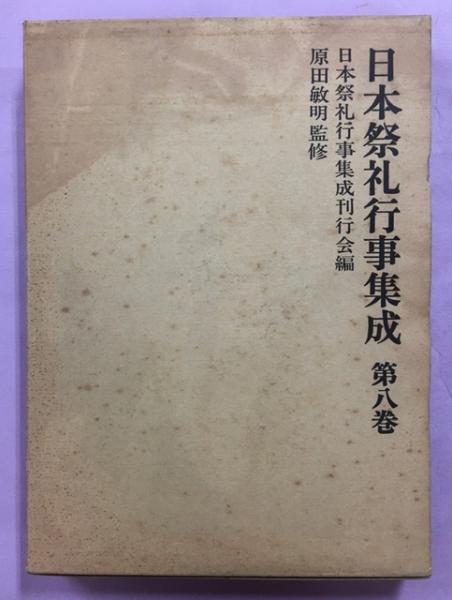 日本祭礼行事集成 第八巻
日本祭礼行事集成刊行会編
原田敏明監修